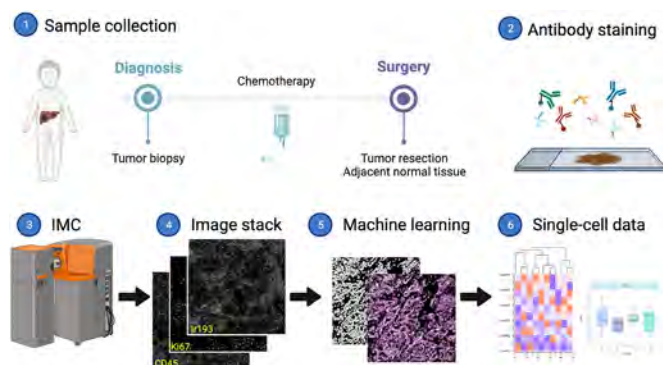 1 Sample collection
2 Antibody staining
Diagnosis
Chemotherapy
Surgery
Tumor biopsy
Tumor resection
Adjacent normal tissue
3 IMC
4 Image stack
5 Machine learning
6 Single-cell data
Ir193
Ki67
CD45